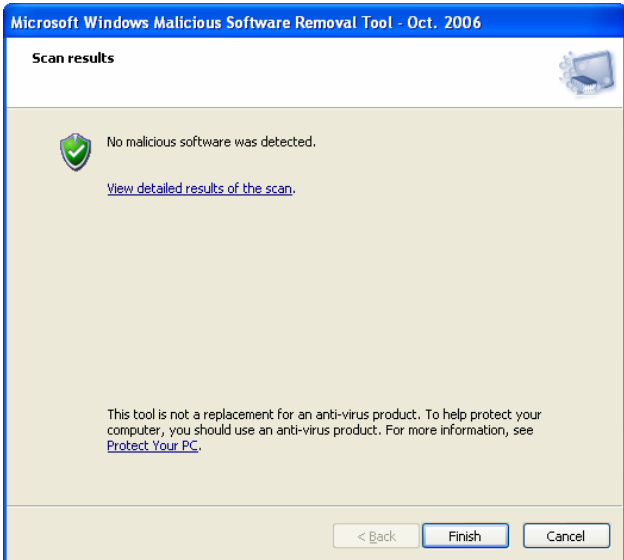 Microsoft Windows Malicious Software Removal Tool - Oct. 2006
Scan results
No malicious software was detected.
View detailed results of the scan.
This tool is not a replacement for an anti-virus product. To help protect your
computer, you should use an anti-virus product. For more information, see
Protect Your PC.
< Back Finish Cancel